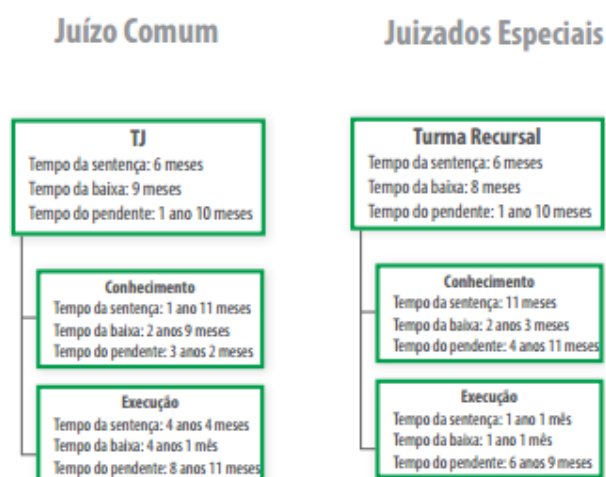 Juízo Comum
Juizados Especiais
TJ
Tempo da sentença: 6 meses
Tempo da baixa: 9 meses
Tempo do pendente: 1 ano 10 meses
Conhecimento
Tempo da sentença: 1 ano 11 meses
Tempo da baixa: 2 anos 9 meses
Tempo do pendente: 3 anos 2 meses
Execução
Tempo da sentença: 4 anos 4 meses
Tempo da baixa: 4 anos 1 mês
Tempo do pendente: 8 anos 11 meses
Turma Recursal
Tempo da sentença: 6 meses
Tempo da baixa: 8 meses
Tempo do pendente: 1 ano 10 meses
Conhecimento
Tempo da sentença: 11 meses
Tempo da baixa: 2 anos 3 meses
Tempo do pendente: 4 anos 11 meses
Execução
Tempo da sentença: 1 ano 1 mês
Tempo da baixa: 1 ano 1 mês
Tempo do pendente: 6 anos 9 meses